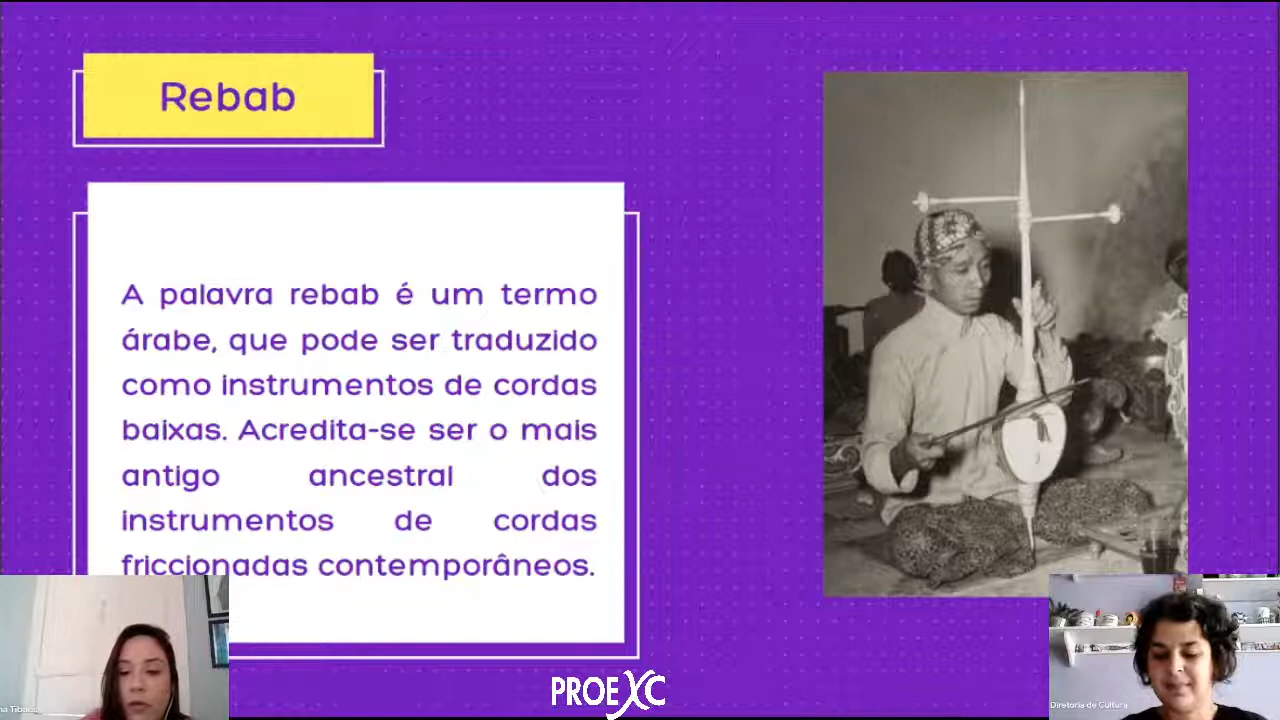 Rebab
A palavra rebab é um termo
árabe, que pode ser traduzido
como instrumentos de cordas
baixas. Acredita-se ser o mais
antigo ancestral dos
instrumentos de cordas
friccionadas contemporâneos.
PROEXC
Diretoria de Cultura